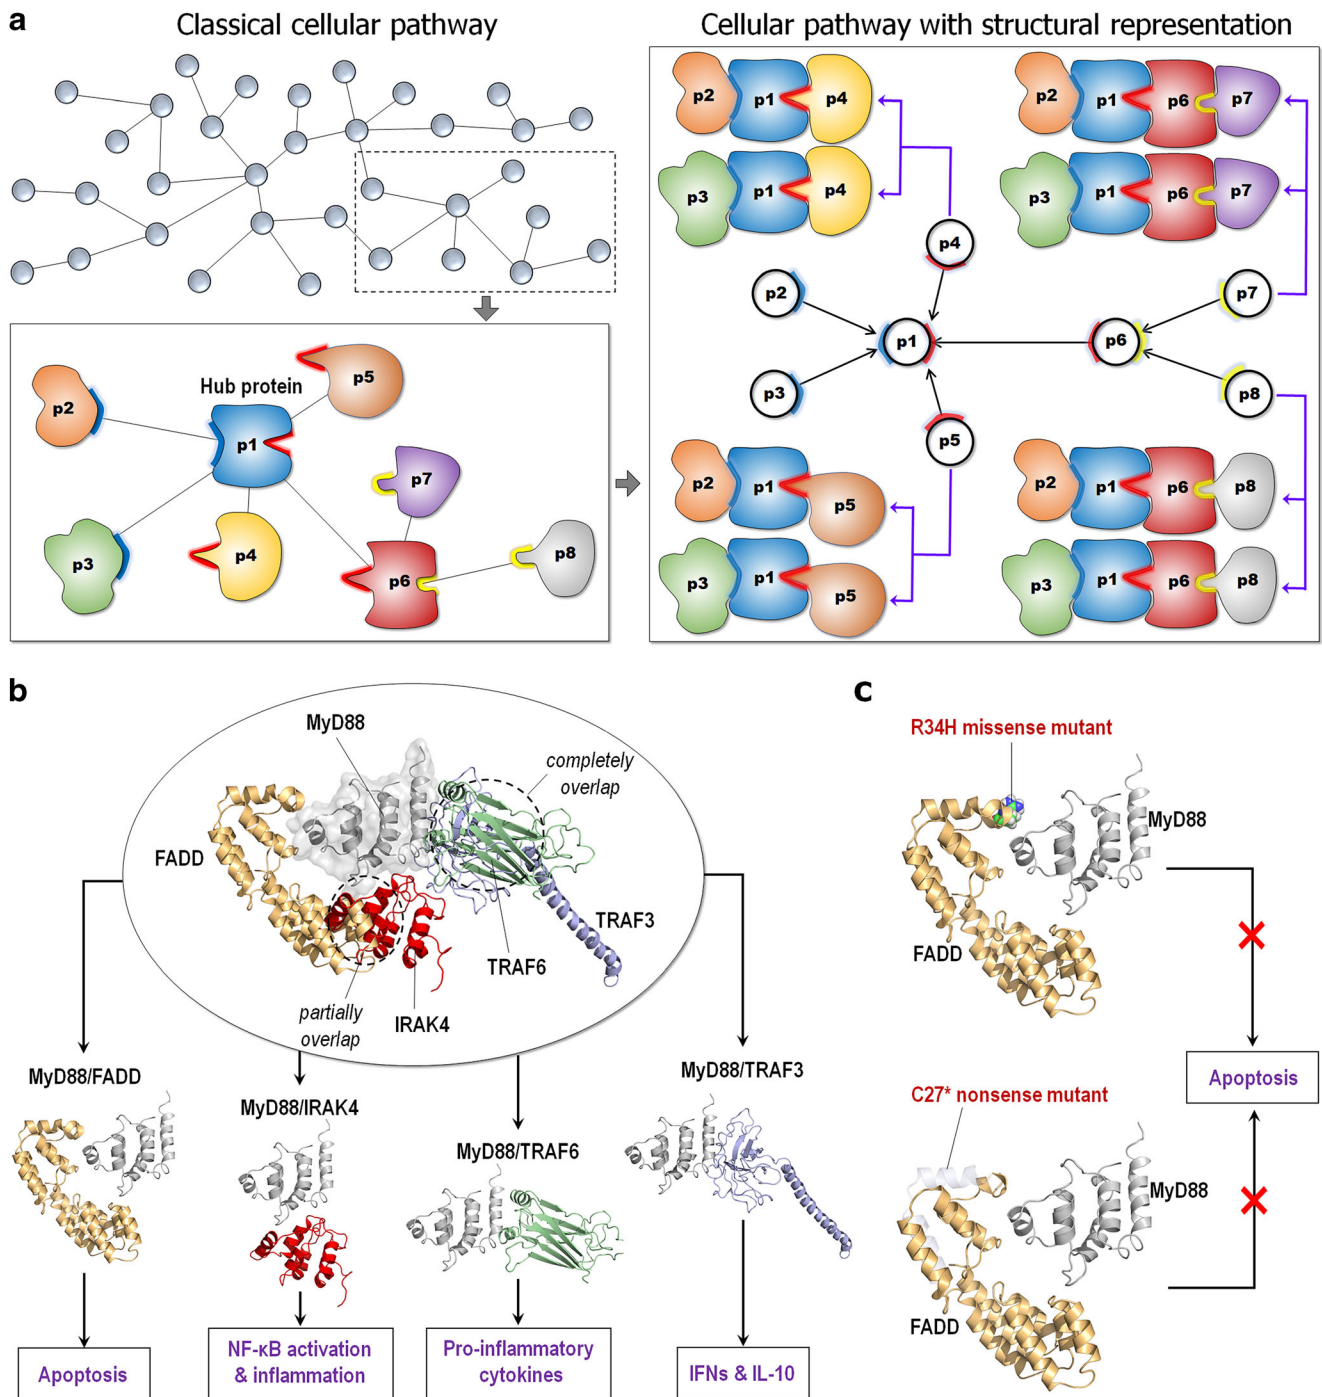 a
Classical cellular pathway
Cellular pathway with structural representation
p2
p1
p4
p3
p1
p4
p2
p1
p6
p7
p3
p1
p6
p7
p4
p2
p7
p1
p6
p3
p8
p5
p2
p1
p5
p3
p1
p5
p2
p1
p6
p8
p3
p1
p6
p8
Hub protein
p5
p2
p1
p7
p3
p4
p6
p8
b
MyD88
completely
overlap
FADD
TRAF3
TRAF6
partially
overlap
IRAK4
MyD88/FADD
MyD88/IRAK4
MyD88/TRAF6
MyD88/TRAF3
Apoptosis
NF-κB activation
& inflammation
Pro-inflammatory
cytokines
IFNs & IL-10
c
R34H missense mutant
MyD88
FADD
Apoptosis
C27* nonsense mutant
MyD88
FADD